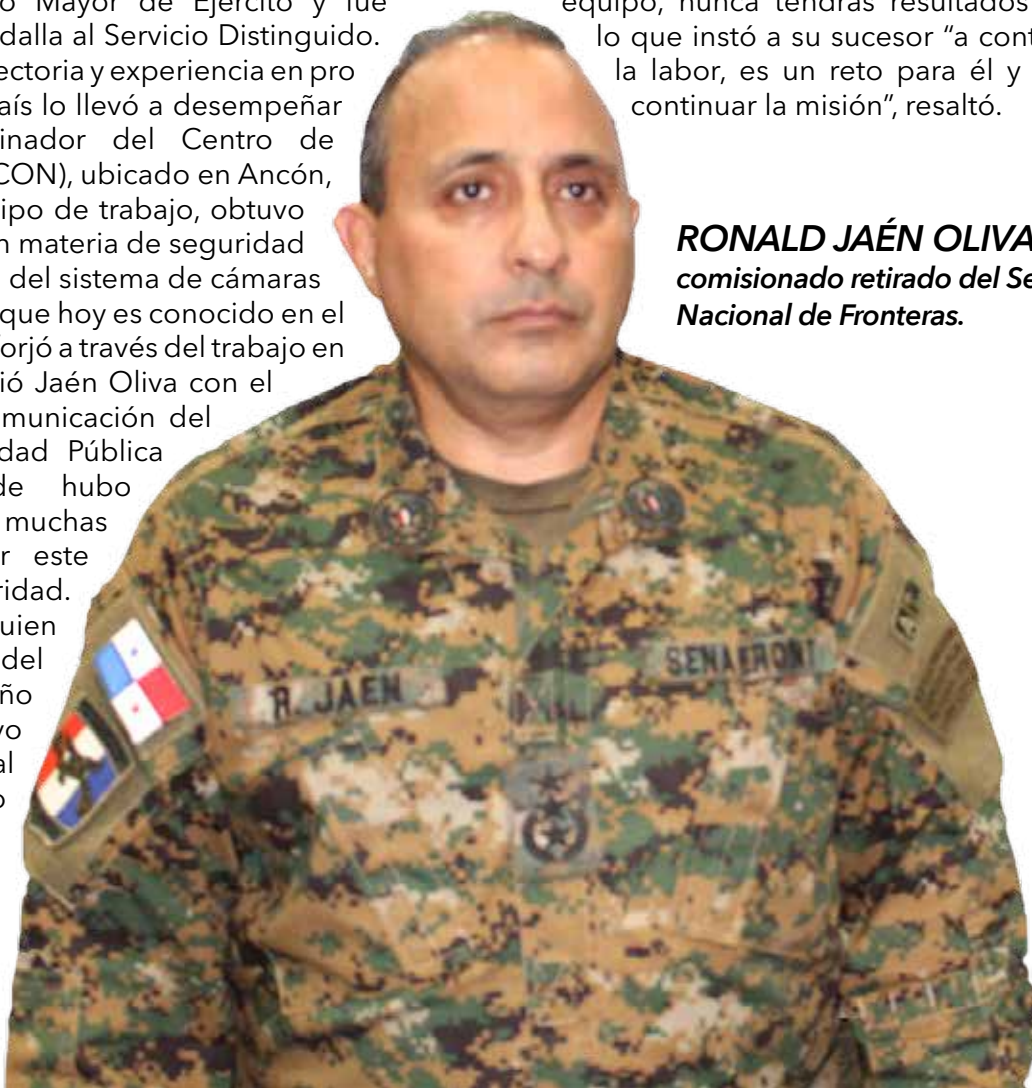 o Mayor de Ejército y fue
dalla al Servicio Distinguido.
ectoria y experiencia en pro
aís lo llevó a desempeñar
inador del Centro de
CON), ubicado en Ancón,
ipo de trabajo, obtuvo
n materia de seguridad
del sistema de cámaras
que hoy es conocido en el
orjó a través del trabajo en
ió Jaén Oliva con el
municación del
dad Pública
de hubo
muchas
r este
ridad.
uien
del
ño
vo
al
o
equipo, nunca tendrás resultados
lo que instó a su sucesor “a cont
la labor, es un reto para él y
continuar la misión”, resaltó.
RONALD JAÉN OLIVA
comisionado retirado del Se
Nacional de Fronteras.
R. JAEN
SENAFRONT